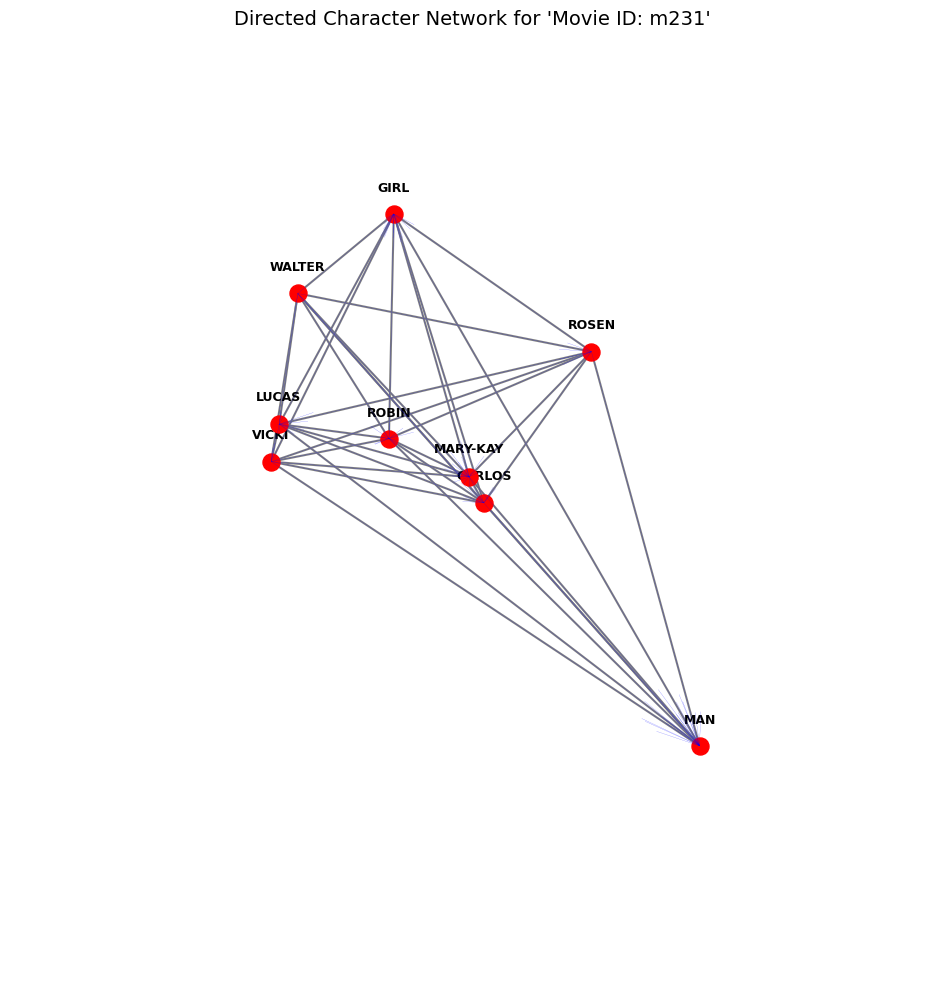 Directed Character Network for 'Movie ID: m231'
GIRL
WALTER
ROSEN
LUCAS
ROBIN
VICKI
MARY-KAY
CARLOS
MAN